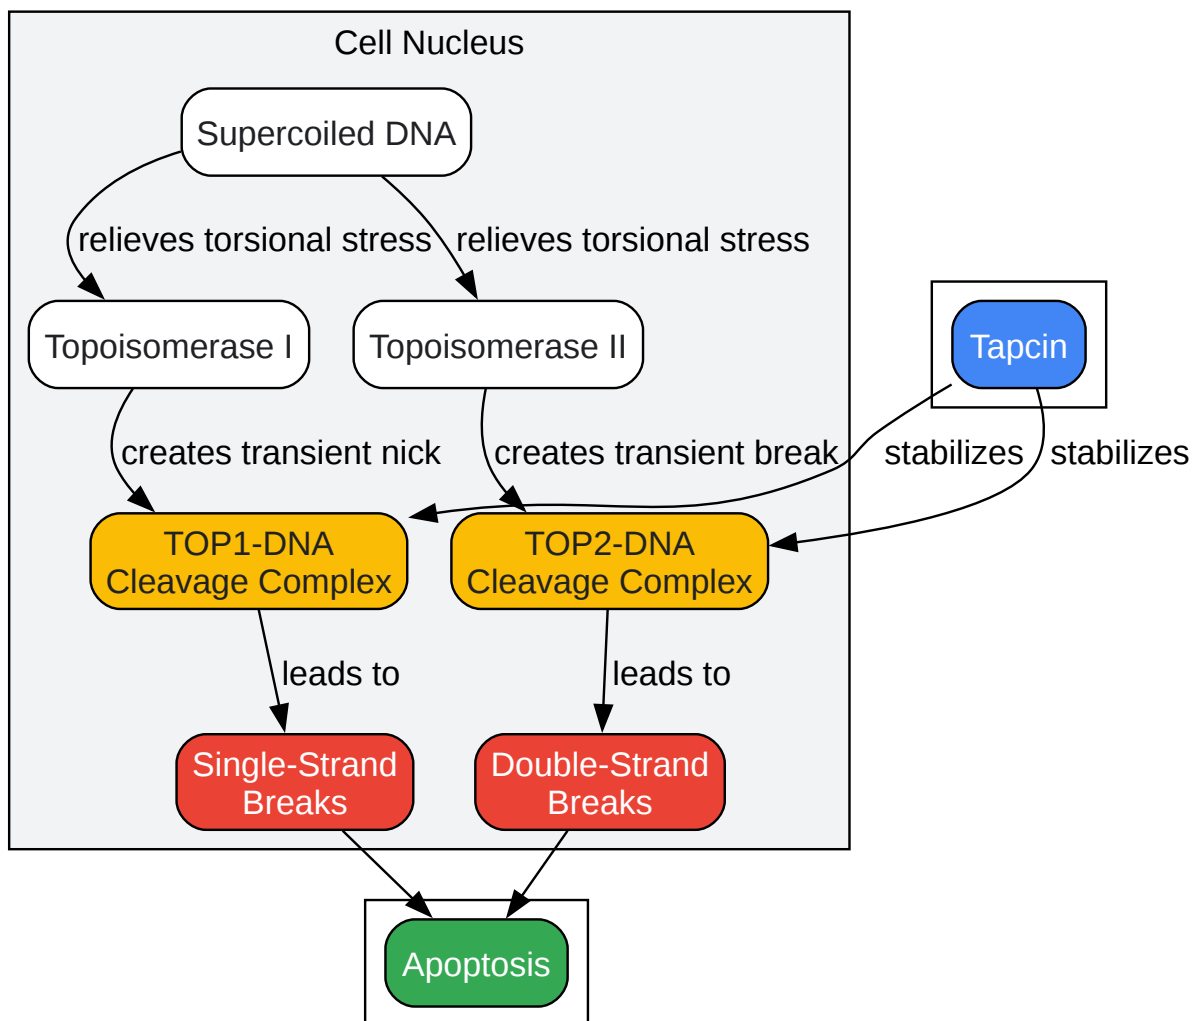 Cell Nucleus
Supercoiled DNA
relieves torsional stress
relieves torsional stress
Topoisomerase I
Topoisomerase II
Tapcin
creates transient nick
creates transient break
stabilizes
stabilizes
TOP1-DNA
Cleavage Complex
TOP2-DNA
Cleavage Complex
leads to
leads to
Single-Strand
Breaks
Double-Strand
Breaks
Apoptosis